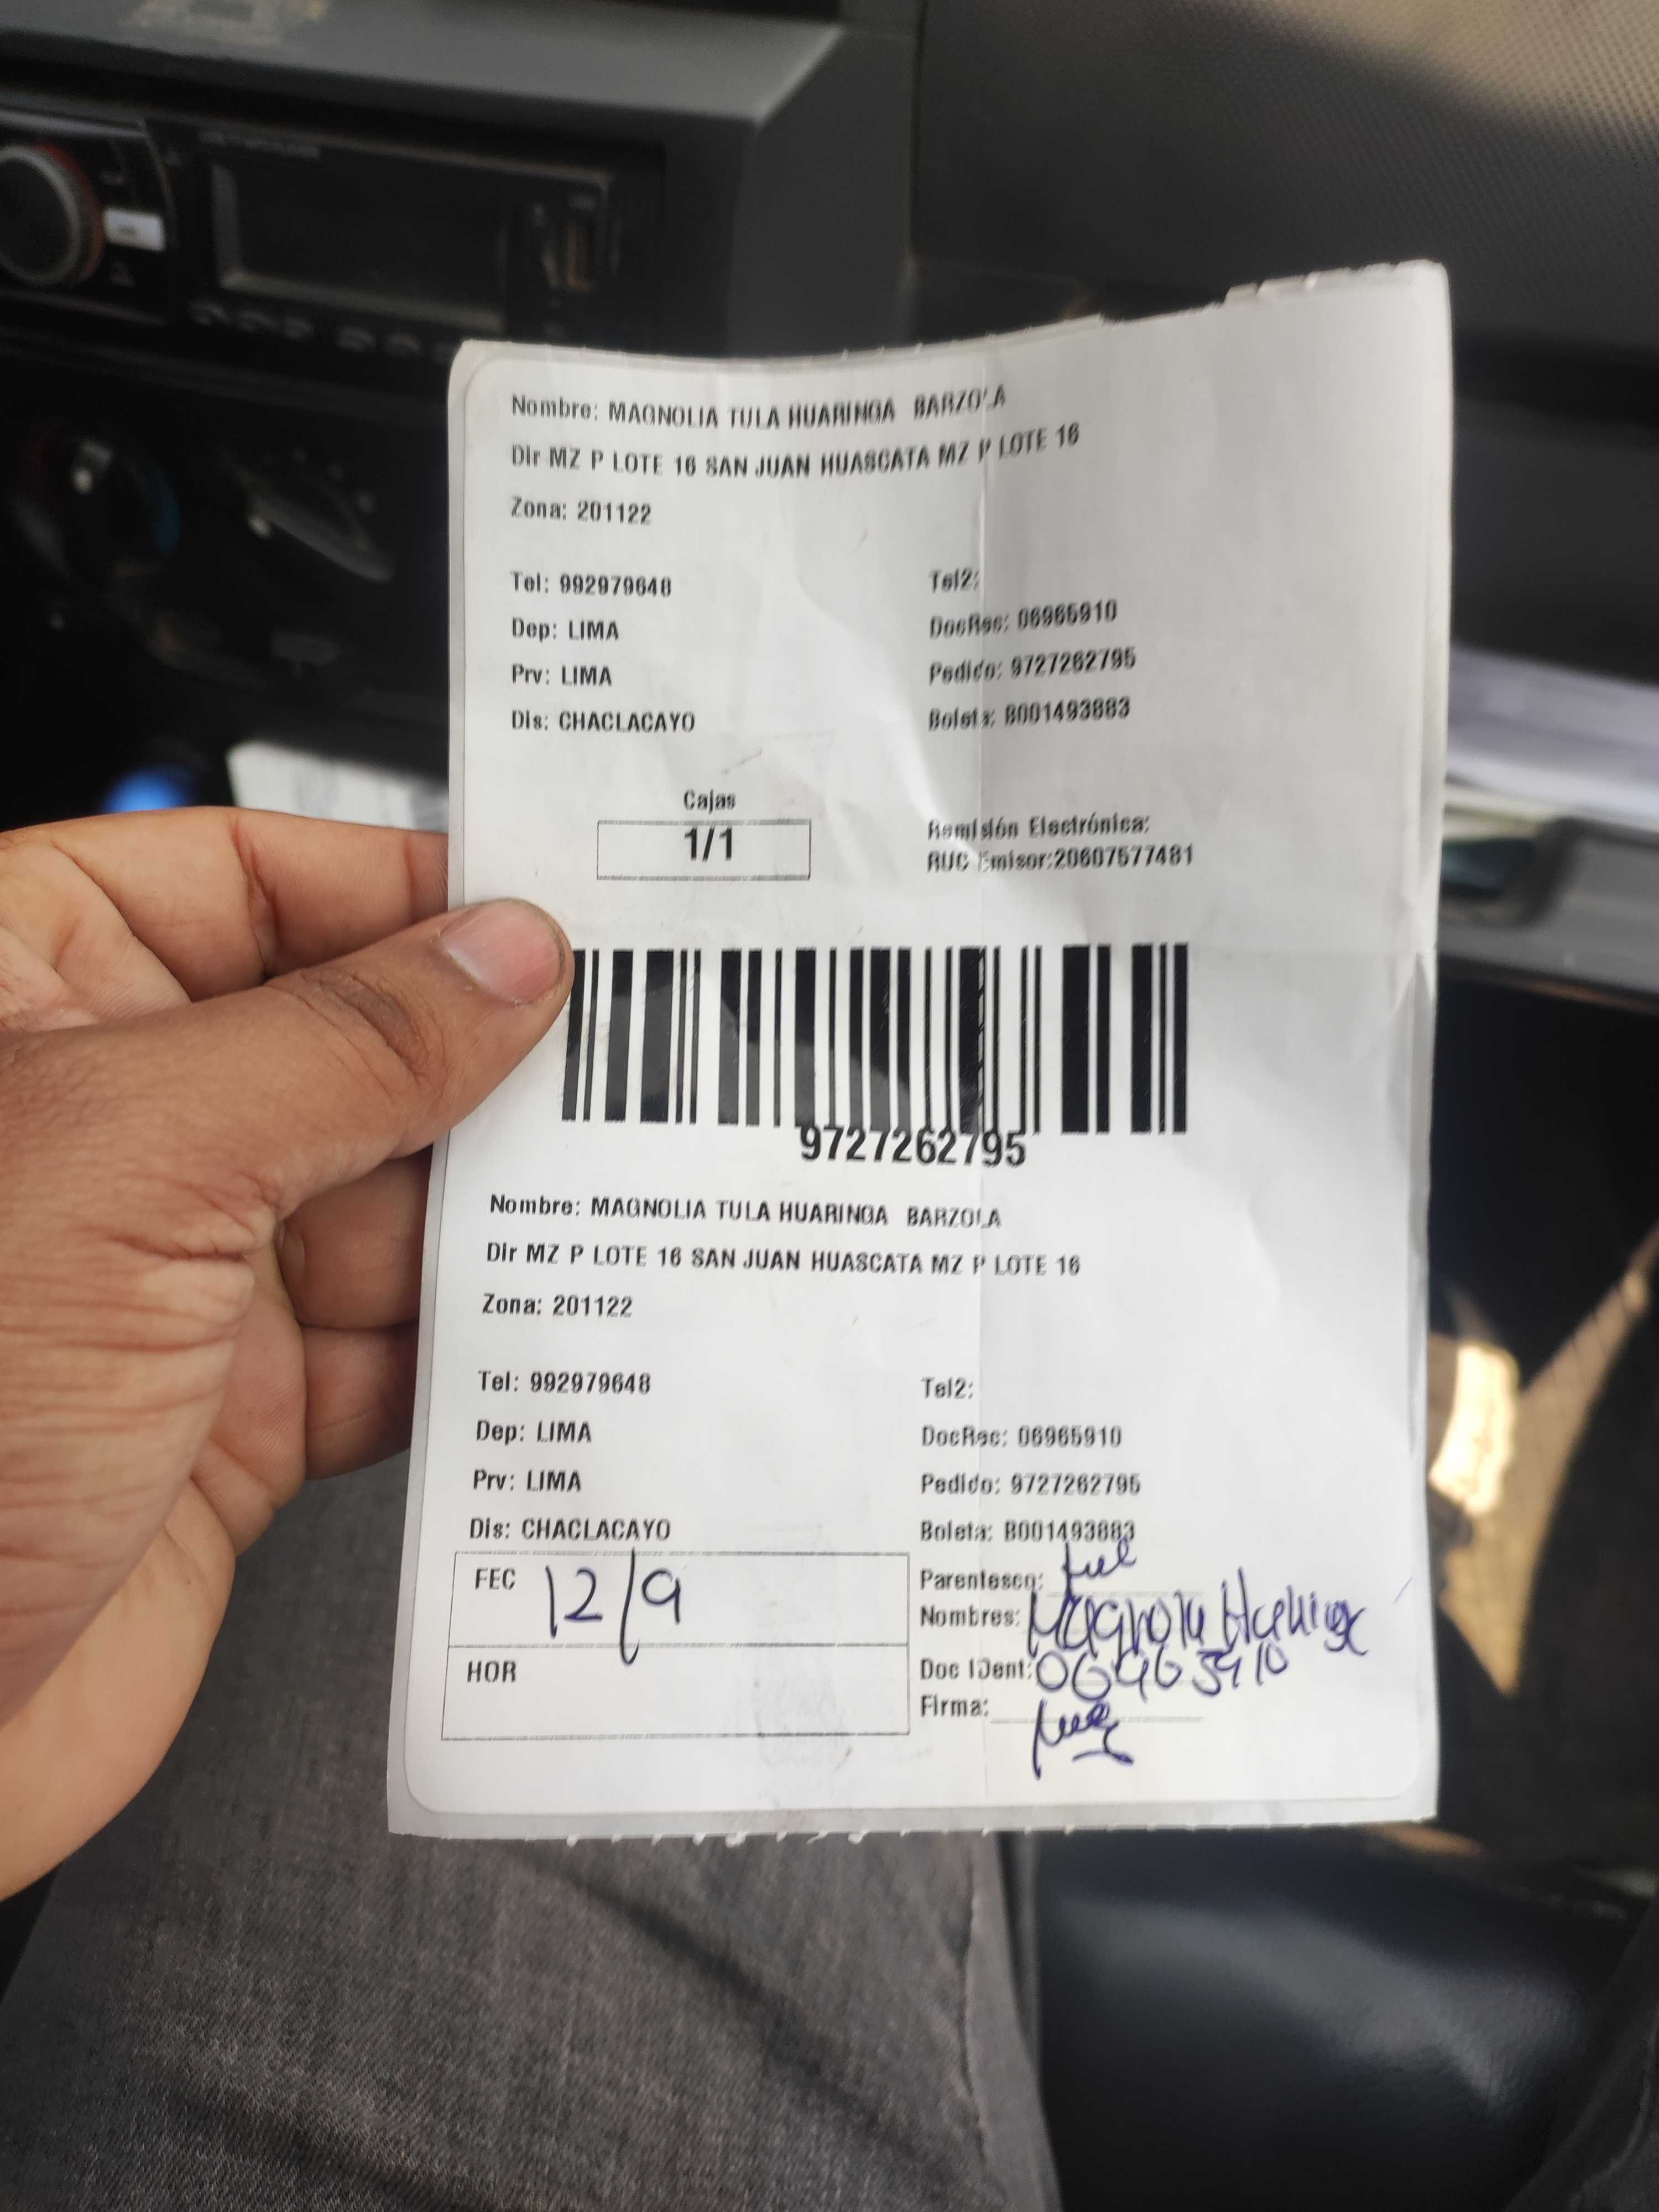 Nombre: MAGNOLIA TULA HUARINGA BARZOLA
Dir MZ P LOTE 16 SAN JUAN HUASCATA MZ P LOTE 16
Zona: 201122
Tel: 992979648 Tel2:
Dep: LIMA DocRec: 06965910
Prv: LIMA Pedido: 9727262795
Dis: CHACLACAYO Boleta: B001493883
Cajas
1/1
Remisión Electrónica:
RUC Emisor:20607577481
9727262795
Nombre: MAGNOLIA TULA HUARINGA BARZOLA
Dir MZ P LOTE 16 SAN JUAN HUASCATA MZ P LOTE 16
Zona: 201122
Tel: 992979648 Tel2:
Dep: LIMA DocRec: 06965910
Prv: LIMA Pedido: 9727262795
Dis: CHACLACAYO Boleta: B001493883
FEC 12/9
HOR
Parentesco:
Nombres: Magnolia Huaringa
Doc IDent: 06965910
Firma: